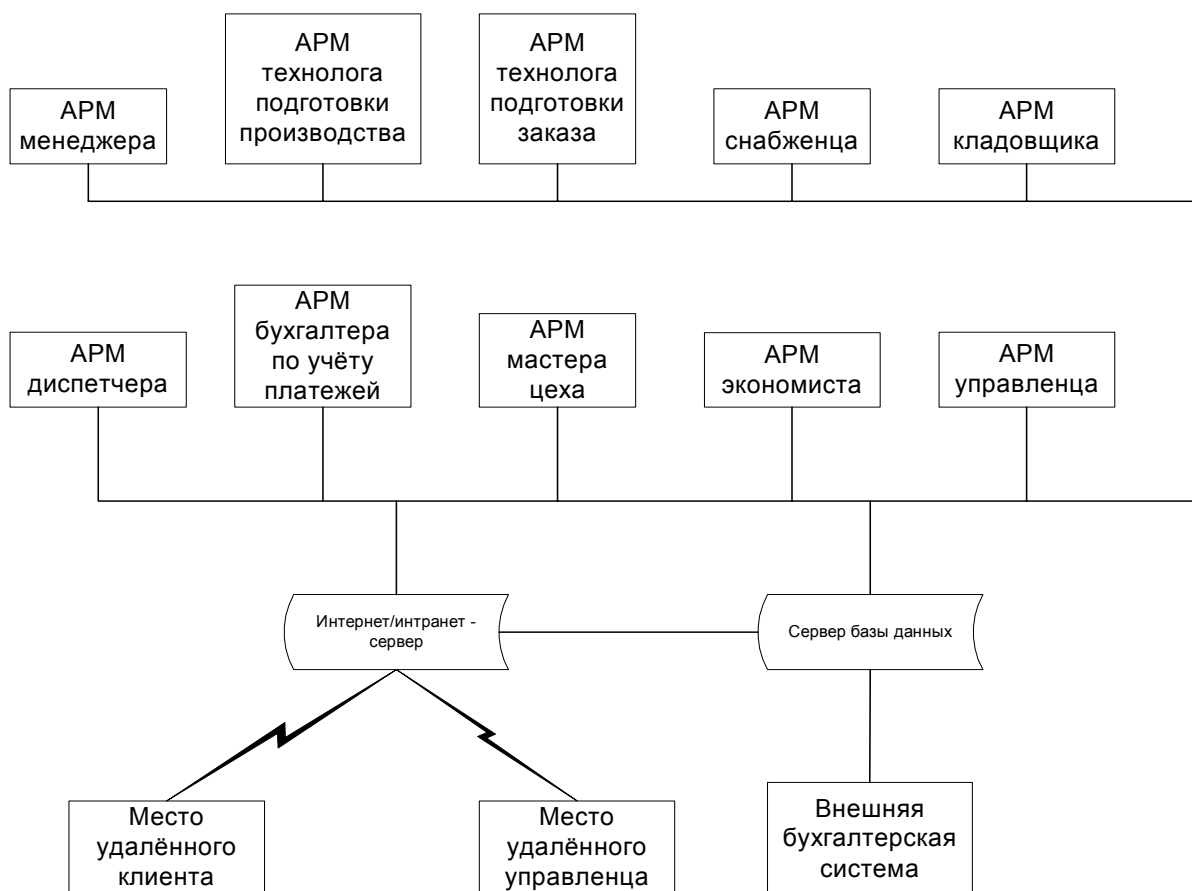 АРМ
менеджера
АРМ
технолога
подготовки
производства
АРМ
технолога
подготовки
заказа
АРМ
снабженца
АРМ
кладовщика
АРМ
диспетчера
АРМ
бухгалтера
по учёту
платежей
АРМ
мастера
цеха
АРМ
экономиста
АРМ
управленца
Интернет/интранет -
сервер
Сервер базы данных
Место
удалённого
клиента
Место
удалённого
управленца
Внешняя
бухгалтерская
система